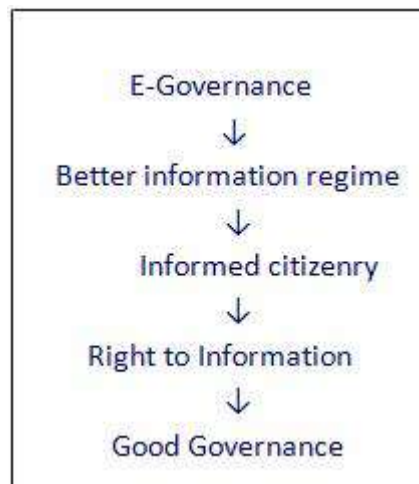 E-Governance
↓
Better information regime
↓
Informed citizenry
↓
Right to Information
↓
Good Governance